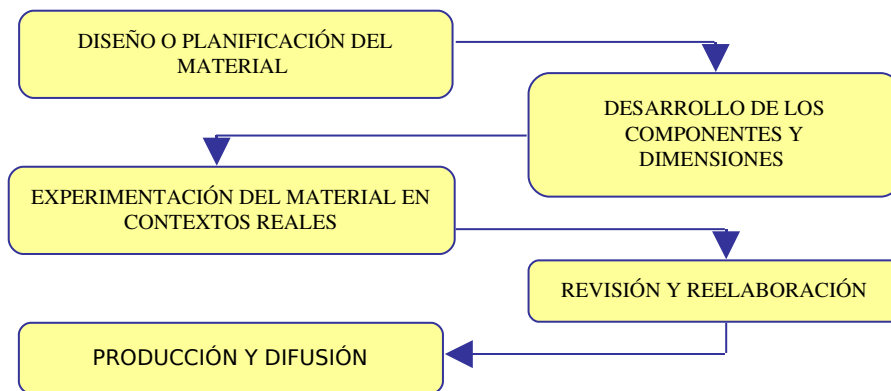 DISEÑO O PLANIFICACIÓN DEL
MATERIAL
DESARROLLO DE LOS
COMPONENTES Y
DIMENSIONES
EXPERIMENTACIÓN DEL MATERIAL EN
CONTEXTOS REALES
REVISIÓN Y REELABORACIÓN
PRODUCCIÓN Y DIFUSIÓN